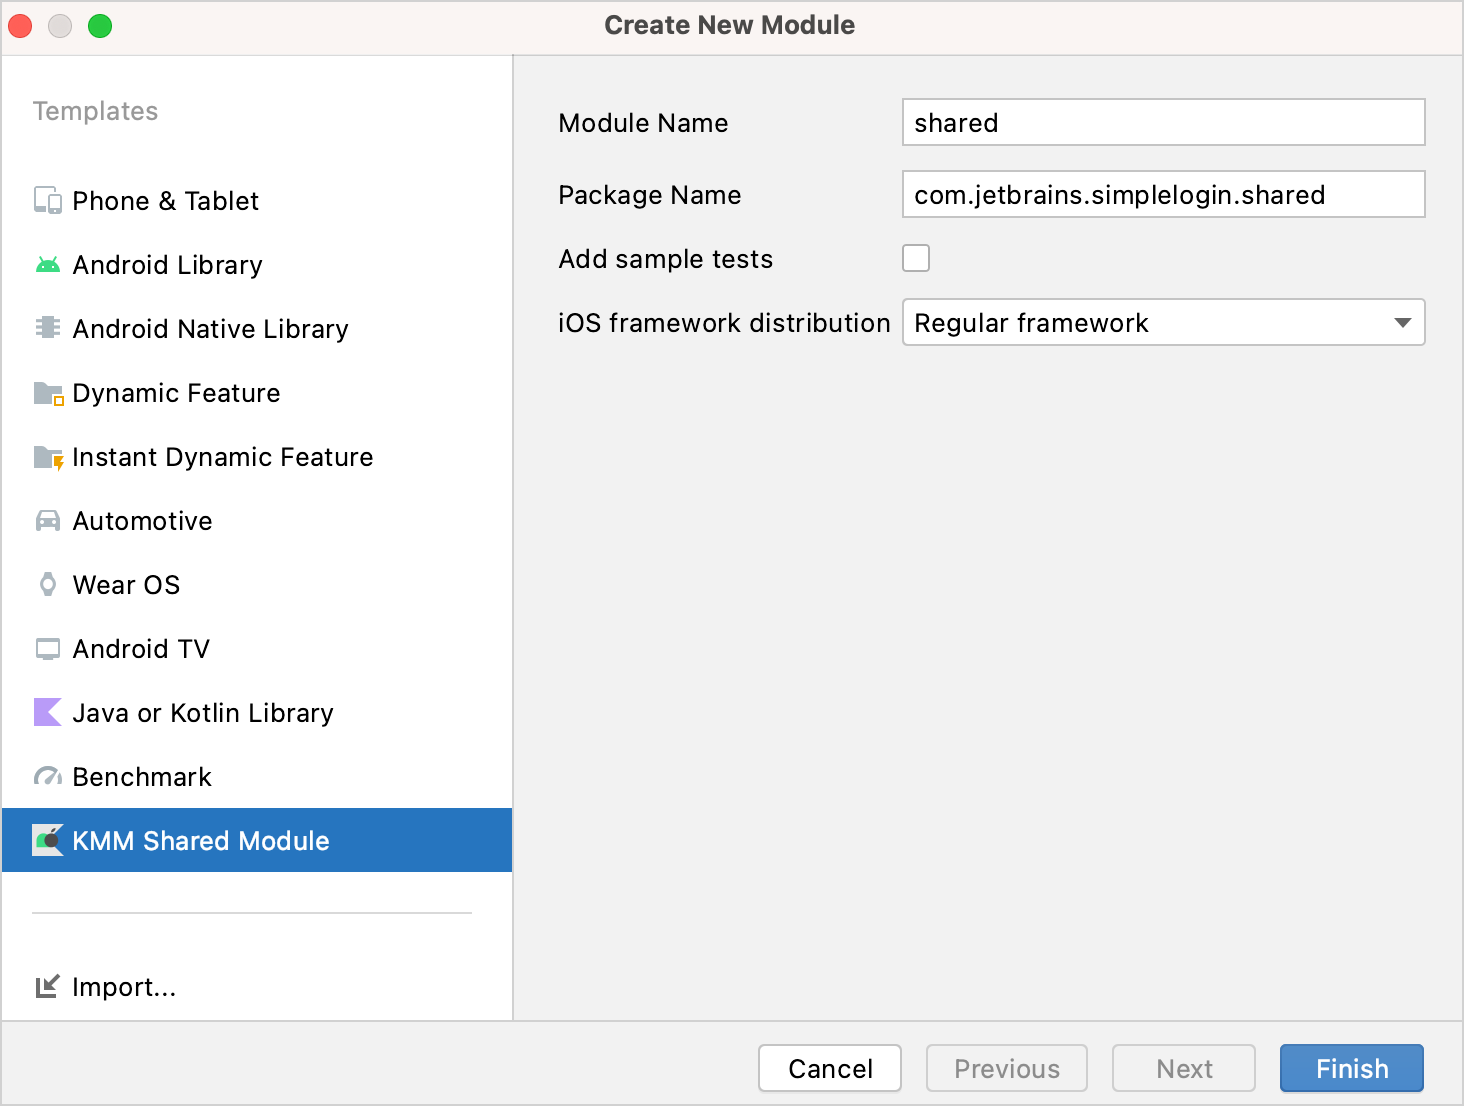 Create New Module
Templates
Phone & Tablet
Android Library
Android Native Library
Dynamic Feature
Instant Dynamic Feature
Automotive
Wear OS
Android TV
Java or Kotlin Library
Benchmark
KMM Shared Module
Import...
Module Name shared
Package Name com.jetbrains.simplelogin.shared
Add sample tests
iOS framework distribution Regular framework
Cancel Previous Next Finish